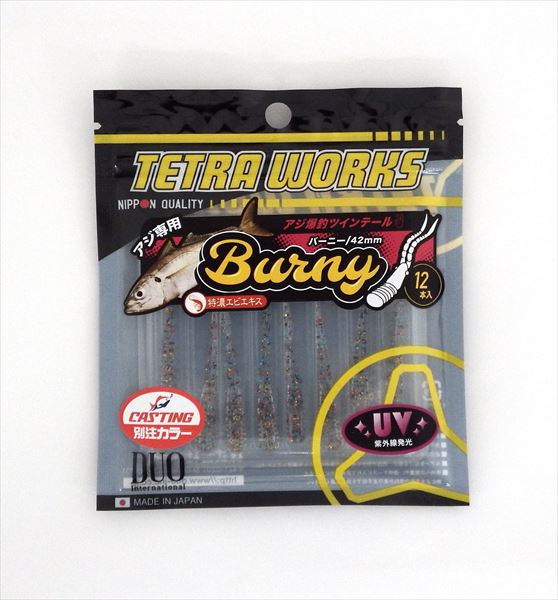 TETRA WORKS
NIPPON QUALITY
アジ専用
アジ爆釣ツインテール
バーニー/42mm
Burny
12
本入
特濃エビエキス
CASTING
別注カラー
UV
紫外線発光
DUO
International
MADE IN JAPAN